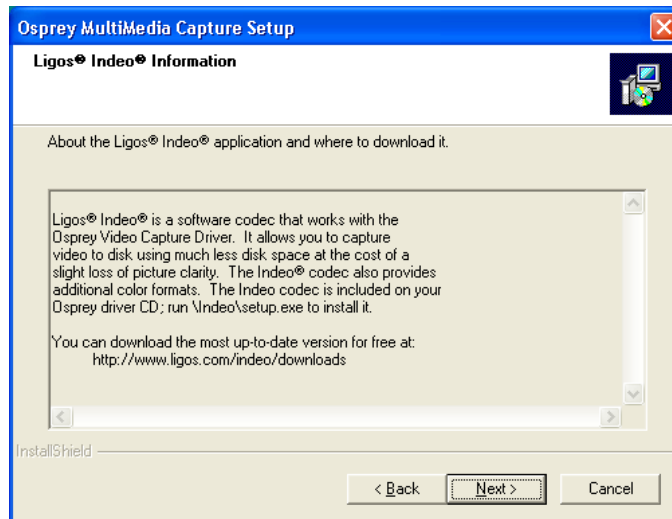 Osprey MultiMedia Capture Setup
Ligos® Indeo® Information
About the Ligos® Indeo® application and where to download it.
Ligos® Indeo® is a software codec that works with the
Osprey Video Capture Driver.  It allows you to capture
video to disk using much less disk space at the cost of a
slight loss of picture clarity.  The Indeo® codec also provides
additional color formats.  The Indeo codec is included on your
Osprey driver CD; run \Indeo\setup.exe to install it.
You can download the most up-to-date version for free at:
http://www.ligos.com/indeo/downloads
InstallShield
< Back
Next >
Cancel